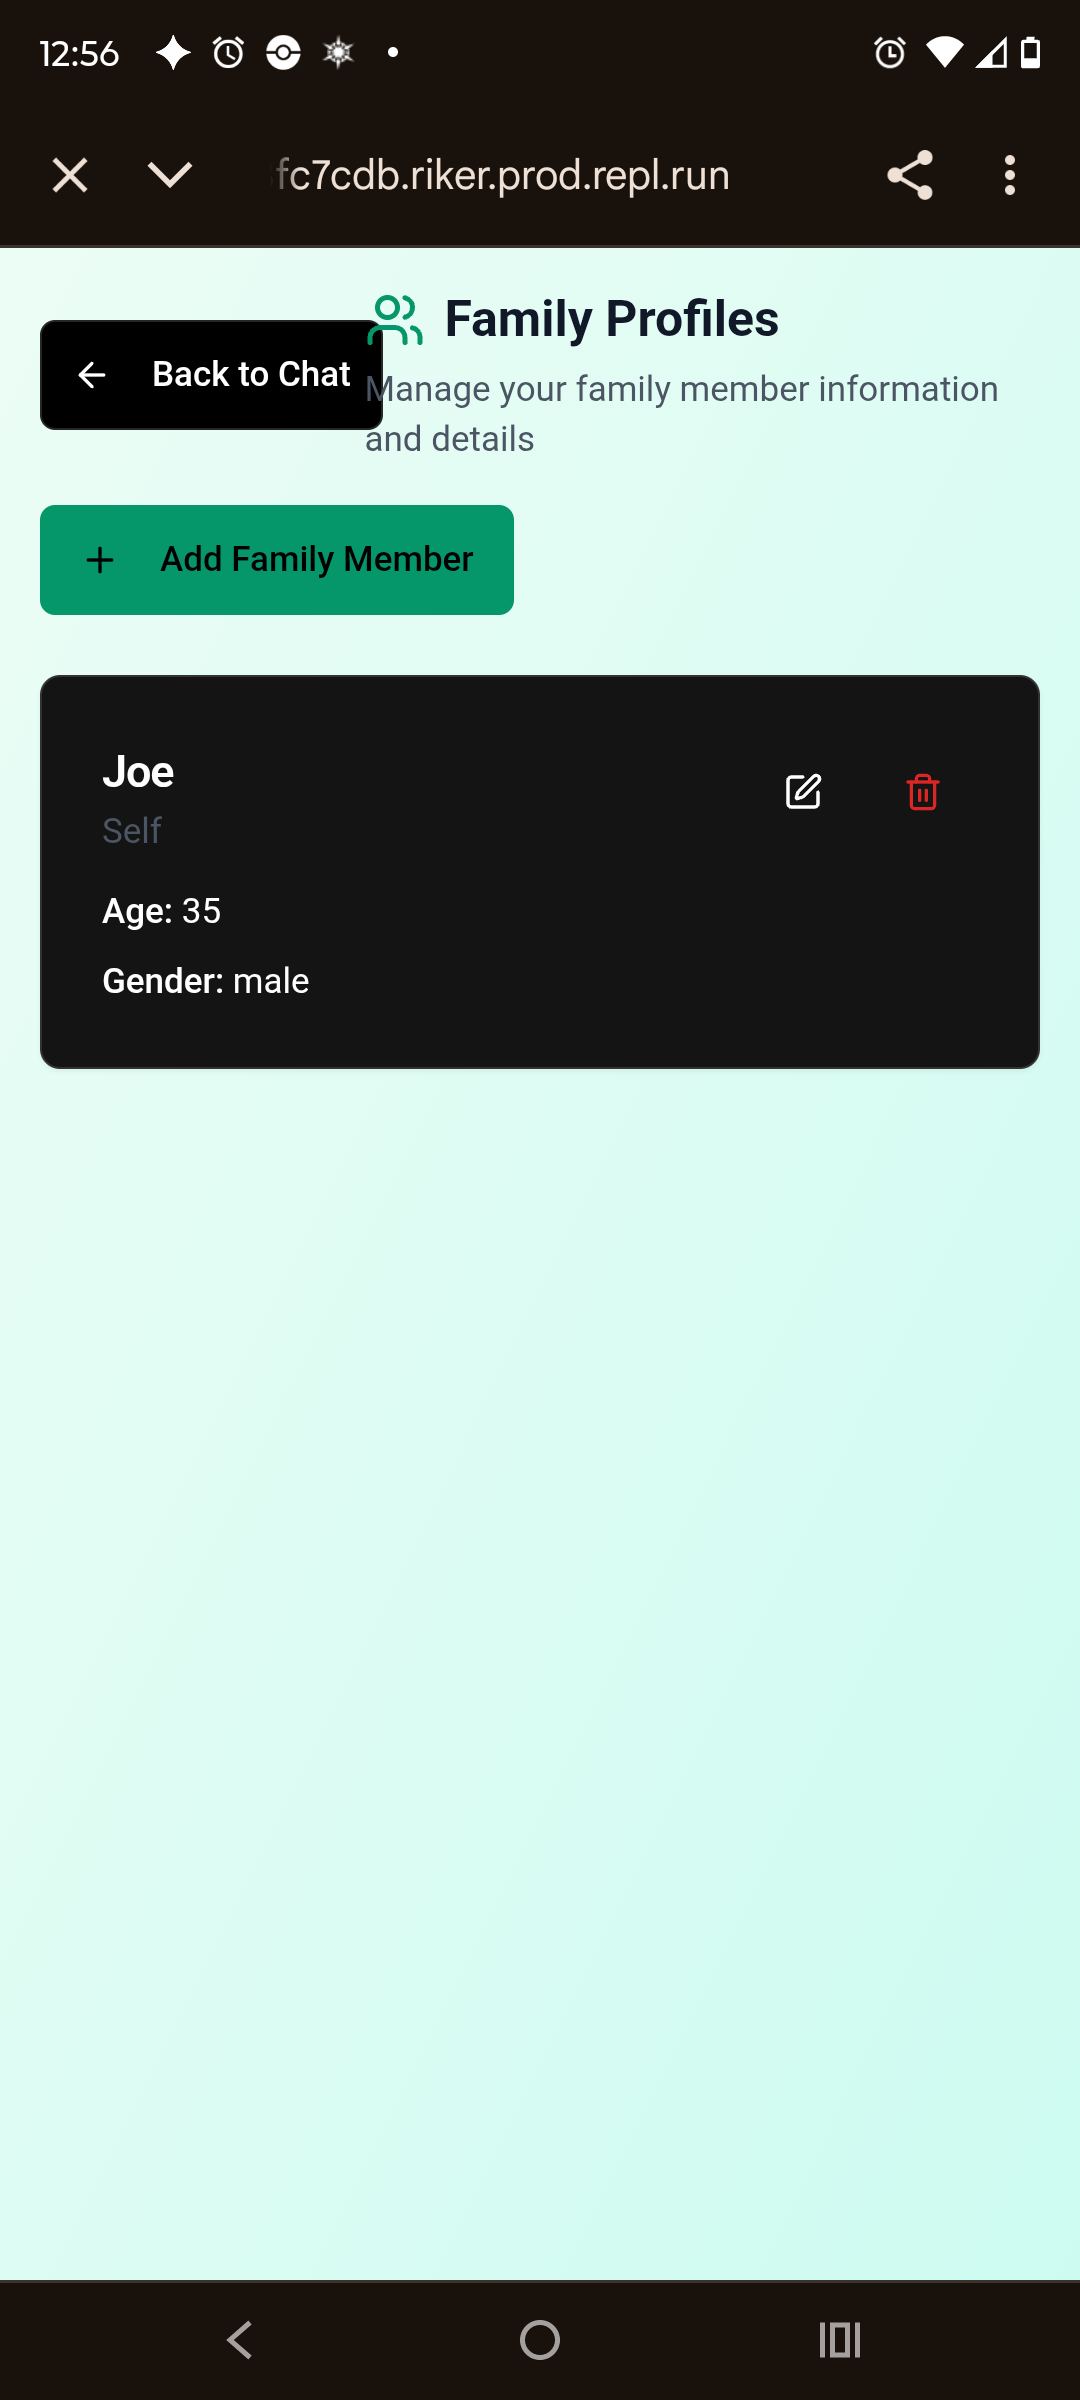 12:56
fc7cdb.riker.prod.repl.run
Family Profiles
Back to Chat
Manage your family member information
and details
Add Family Member
Joe
Self
Age: 35
Gender: male